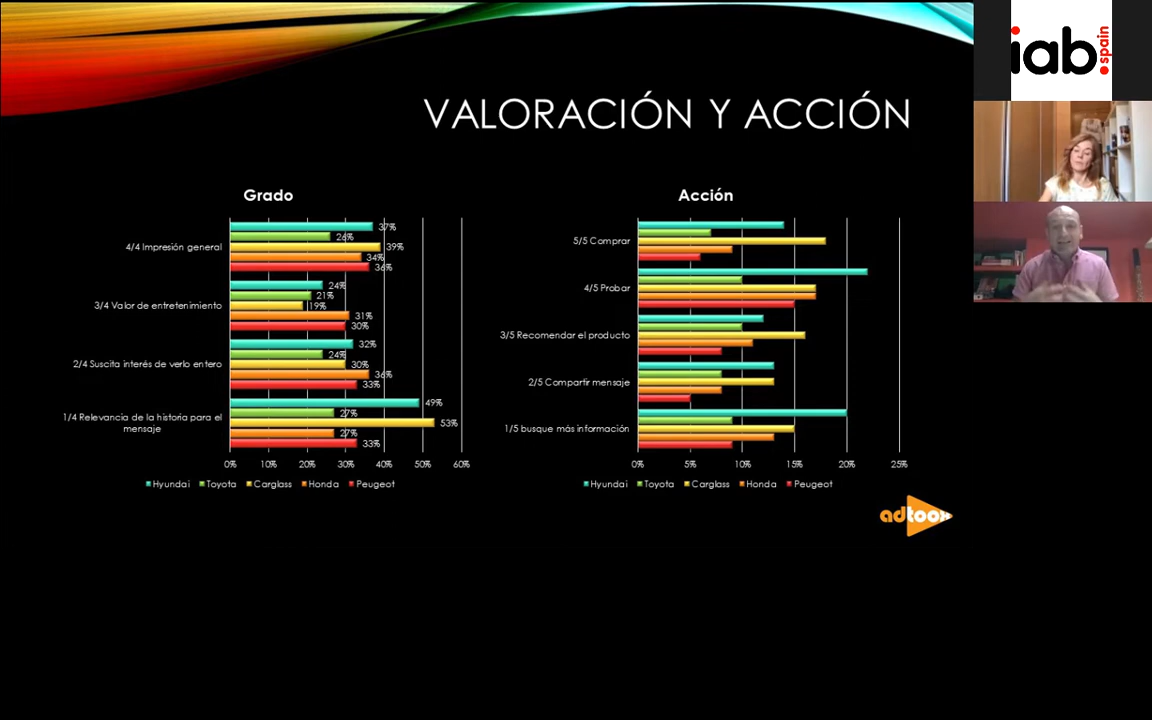 iab
spain
VALORACIÓN Y ACCIÓN
Grado
4/4 Impresión general
37%
26%
39%
34%
36%
3/4 Valor de entretenimiento
24%
21%
19%
31%
30%
2/4 Suscita interés de verlo entero
32%
24%
30%
36%
33%
1/4 Relevancia de la historia para el
mensaje
49%
27%
53%
27%
33%
0% 10% 20% 30% 40% 50% 60%
Hyundai Toyota Carglass Honda Peugeot
Acción
5/5 Comprar
4/5 Probar
3/5 Recomendar el producto
2/5 Compartir mensaje
1/5 busque más información
0% 5% 10% 15% 20% 25%
Hyundai Toyota Carglass Honda Peugeot
adtoox